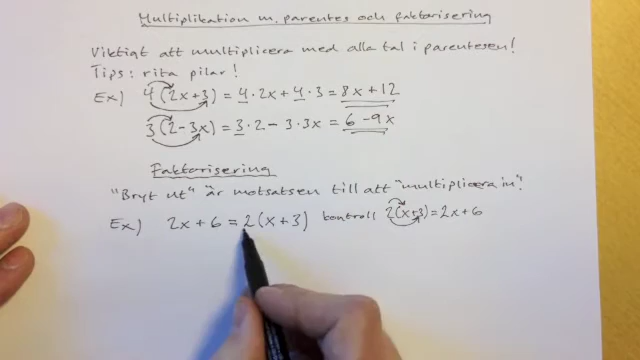 Multiplikation m. parentes och faktorisering
Viktigt att multiplicera med alla tal i parentesen!
Tips: rita pilar!
Ex) 4(2x+3) = 4·2x + 4·3 = 8x + 12
3(2-3x) = 3·2 - 3·3x = 6 - 9x
Faktorisering
"Bryt ut" är motsatsen till att "multiplicera in".
Ex) 2x + 6 = 2(x + 3) kontroll 2(x+3) = 2x + 6